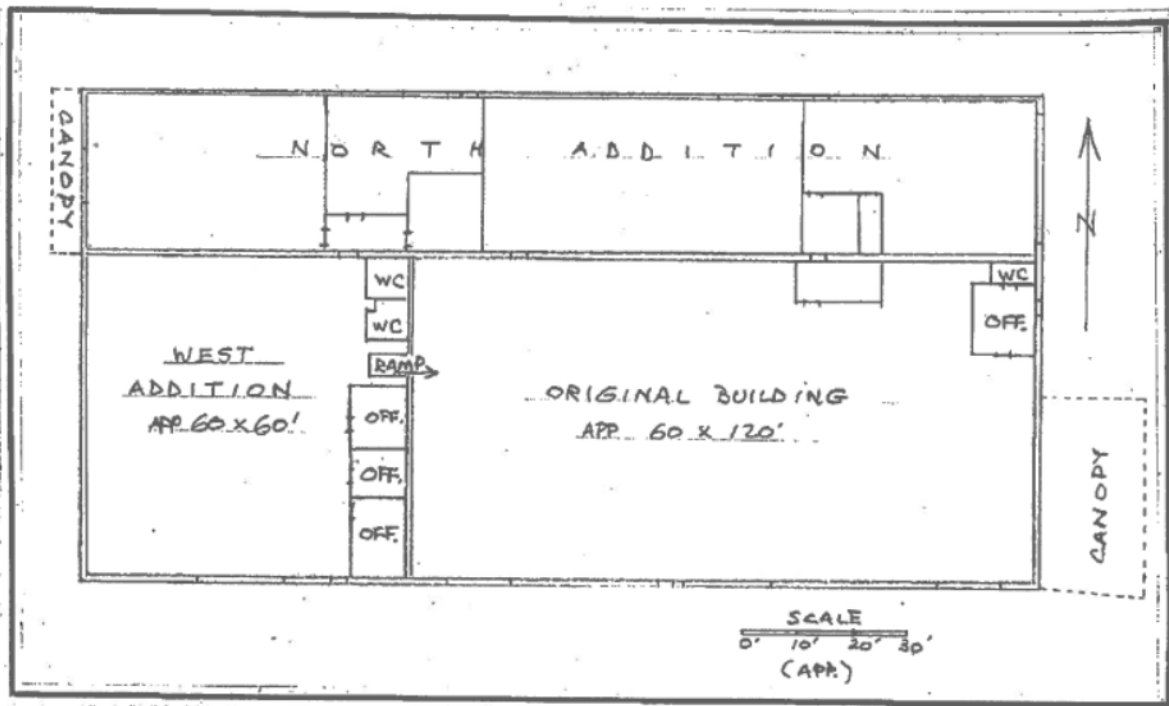 CANOPY
NORTH ADDITION
N
WC
WC
WC
OFF.
RAMP
WEST
ADDITION
APP 60 x 60'
ORIGINAL BUILDING
APP 60 x 120'
OFF.
OFF.
OFF.
CANOPY
SCALE
0' 10' 20' 30'
(APP.)